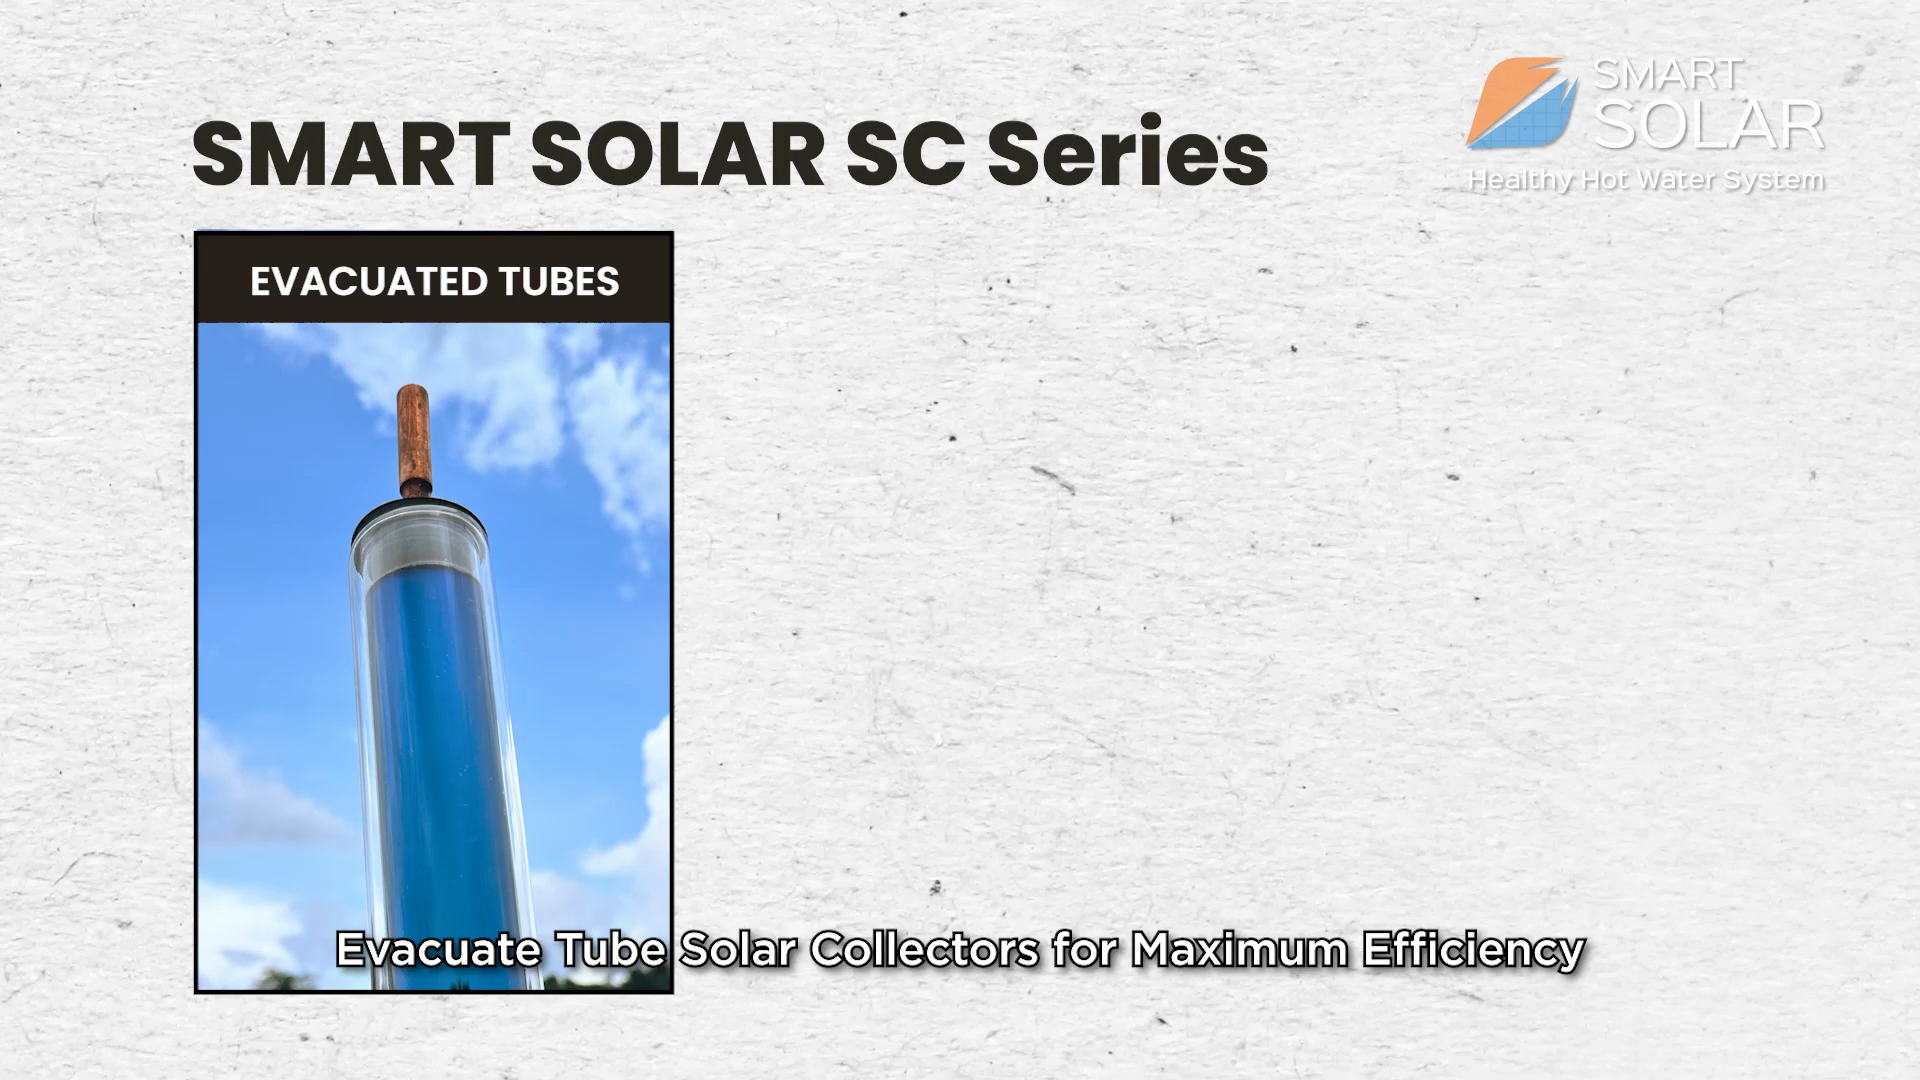 SMART SOLAR SC Series
SMART
SOLAR
Healthy Hot Water System
EVACUATED TUBES
Evacuate Tube Solar Collectors for Maximum Efficiency